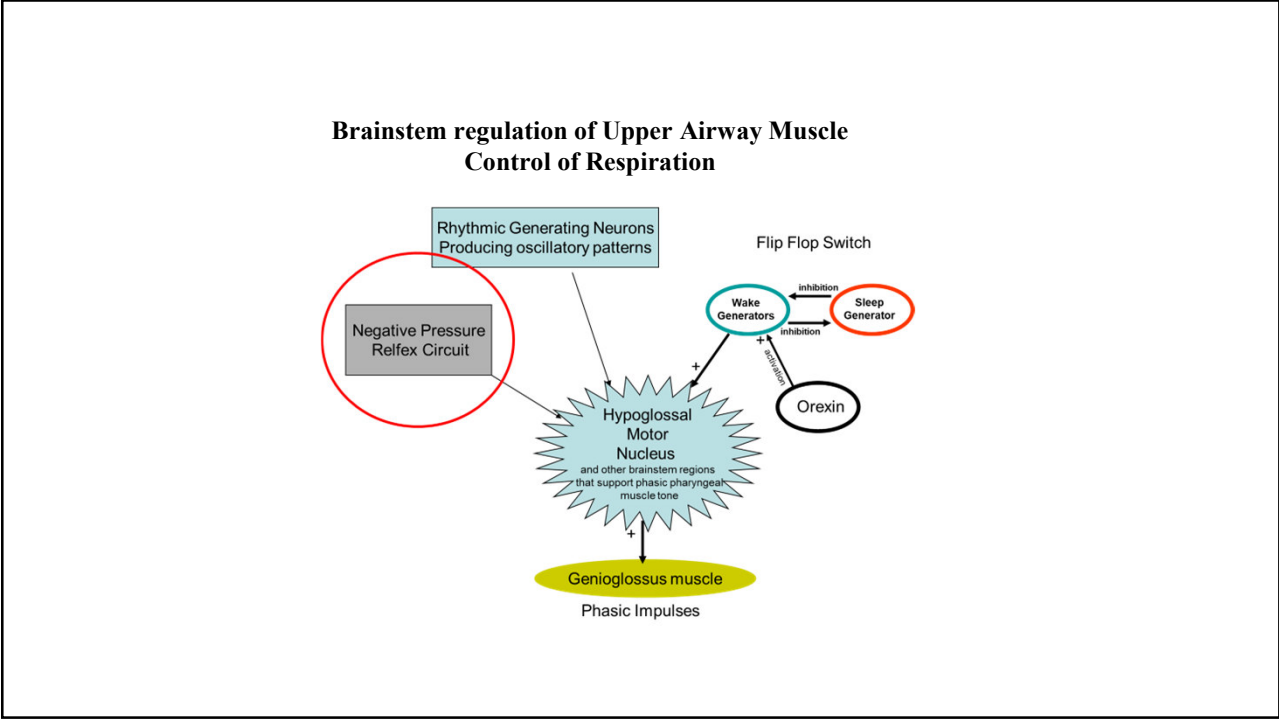 Brainstem regulation of Upper Airway Muscle
Control of Respiration
Rhythmic Generating Neurons
Producing oscillatory patterns
Flip Flop Switch
Negative Pressure
Relfex Circuit
Wake
Generators
inhibition
inhibition
Sleep
Generator
+
+
activation
Orexin
Hypoglossal
Motor
Nucleus
and other brainstem regions
that support phasic pharyngeal
muscle tone
+
Genioglossus muscle
Phasic Impulses